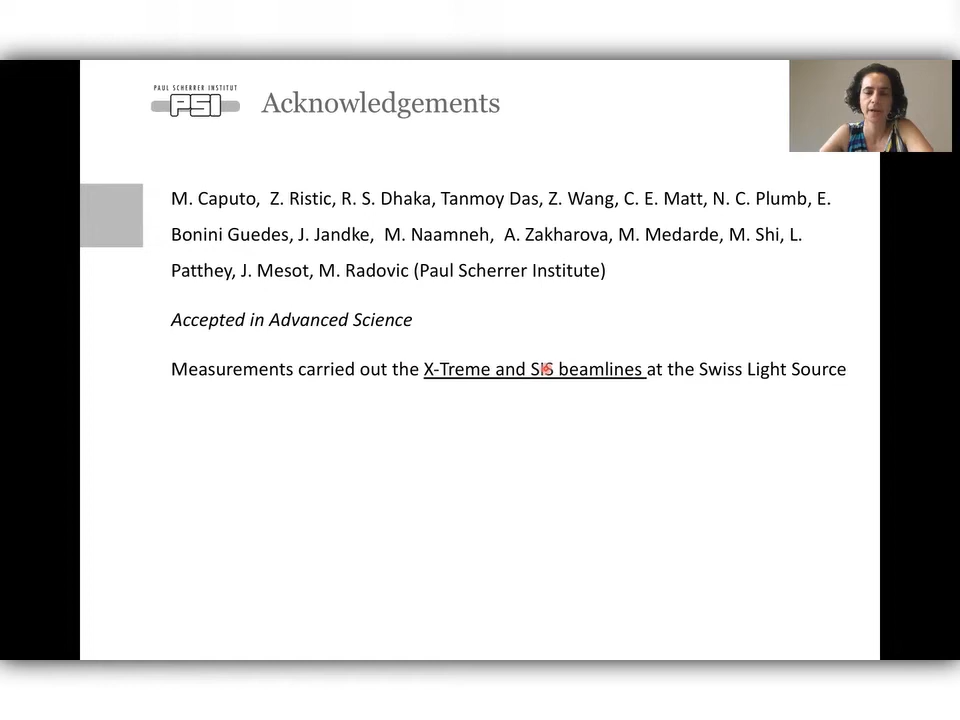 PAUL SCHERRER INSTITUT
PSI
Acknowledgements
M. Caputo, Z. Ristic, R. S. Dhaka, Tanmoy Das, Z. Wang, C. E. Matt, N. C. Plumb, E.
Bonini Guedes, J. Jandke, M. Naamneh, A. Zakharova, M. Medarde, M. Shi, L.
Patthey, J. Mesot, M. Radovic (Paul Scherrer Institute)
Accepted in Advanced Science
Measurements carried out the X-Treme and SIS beamlines at the Swiss Light Source